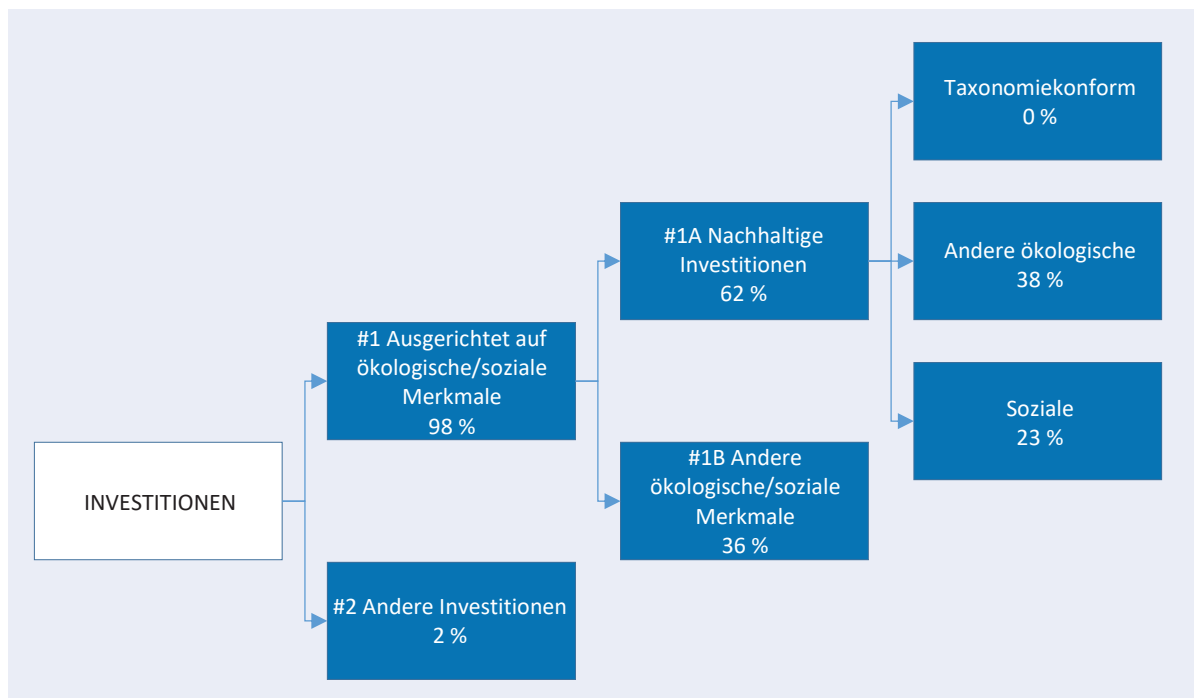 INVESTITIONEN
#1 Ausgerichtet auf
ökologische/soziale
Merkmale
98 %
#2 Andere Investitionen
2 %
#1A Nachhaltige
Investitionen
62 %
#1B Andere
ökologische/soziale
Merkmale
36 %
Taxonomiekonform
0 %
Andere ökologische
38 %
Soziale
23 %